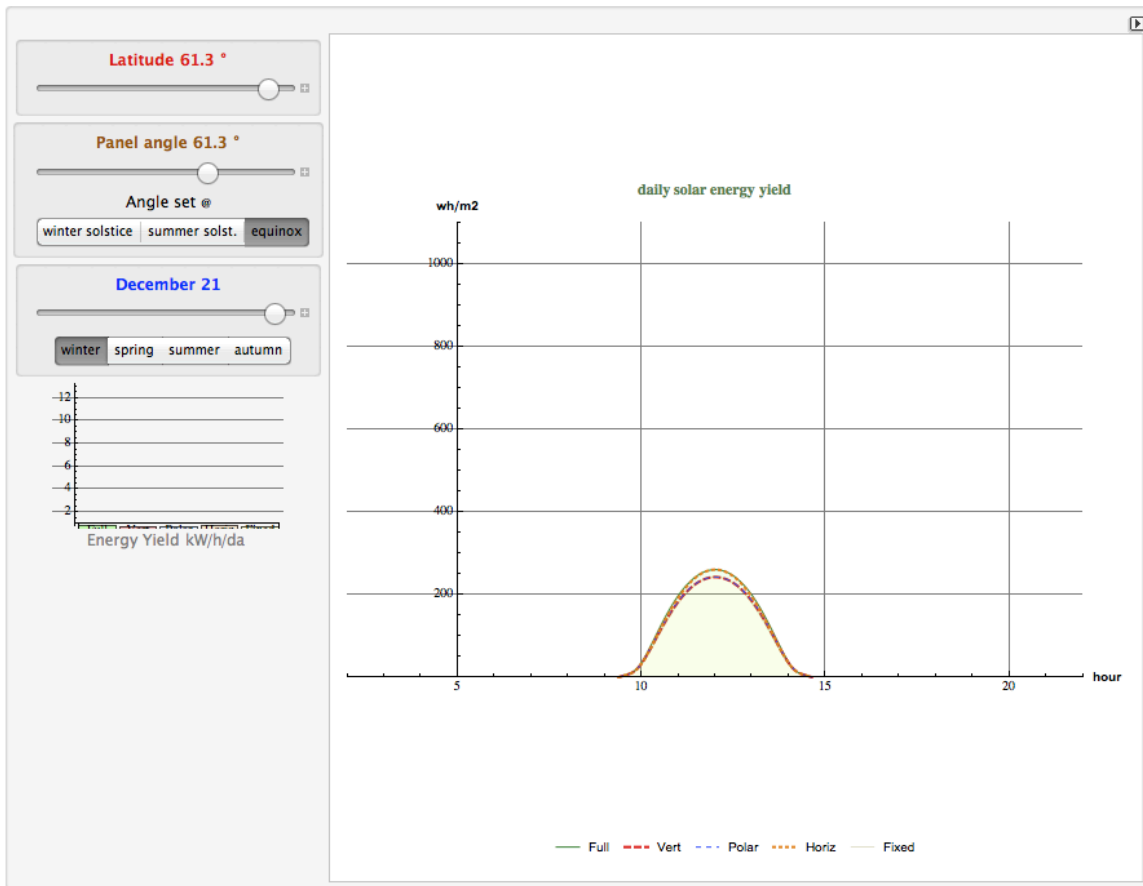 Latitude 61.3 °
Panel angle 61.3 °
Angle set @
winter solstice summer solst. equinox
December 21
winter spring summer autumn
12
10
8
6
4
2
Energy Yield kW/h/da
daily solar energy yield
wh/m2
1000
800
600
400
200
5 10 15 20 hour
Full Vert Polar Horiz Fixed